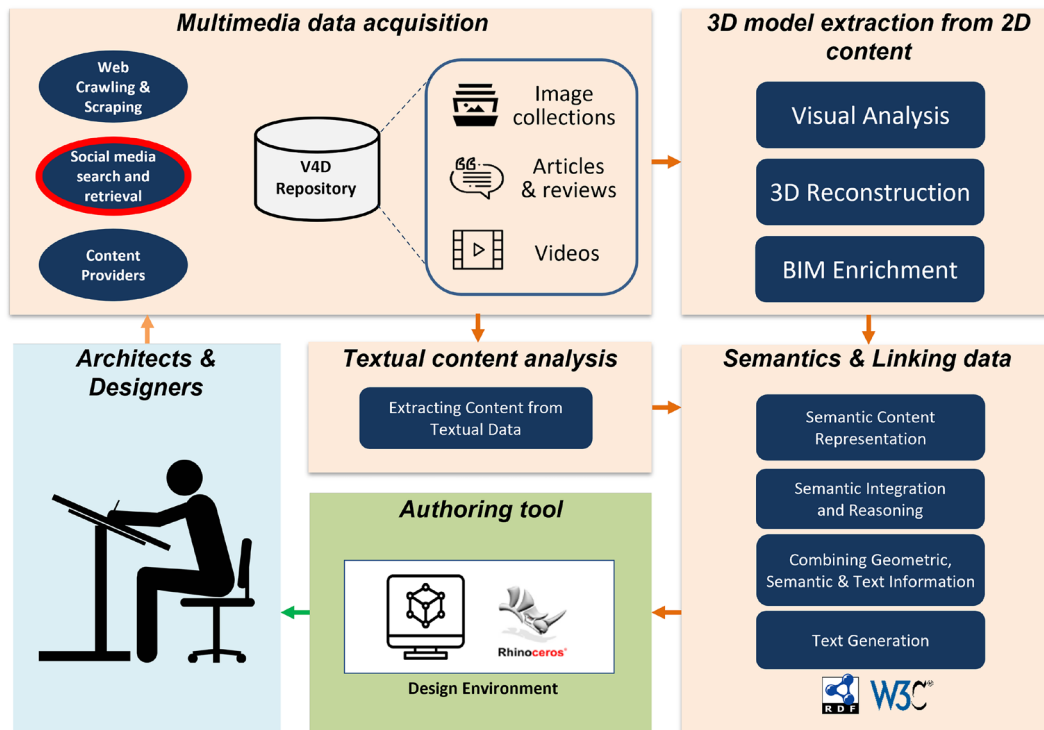 Multimedia data acquisition
Web
Crawling &
Scraping
Social media
search and
retrieval
Content
Providers
V4D
Repository
Image
collections
Articles
& reviews
Videos
3D model extraction from 2D
content
Visual Analysis
3D Reconstruction
BIM Enrichment
Architects &
Designers
Textual content analysis
Extracting Content from
Textual Data
Semantics & Linking data
Semantic Content
Representation
Semantic Integration
and Reasoning
Combining Geometric,
Semantic & Text Information
Text Generation
RDF
W3C®
Authoring tool
Rhinoceros®
Design Environment